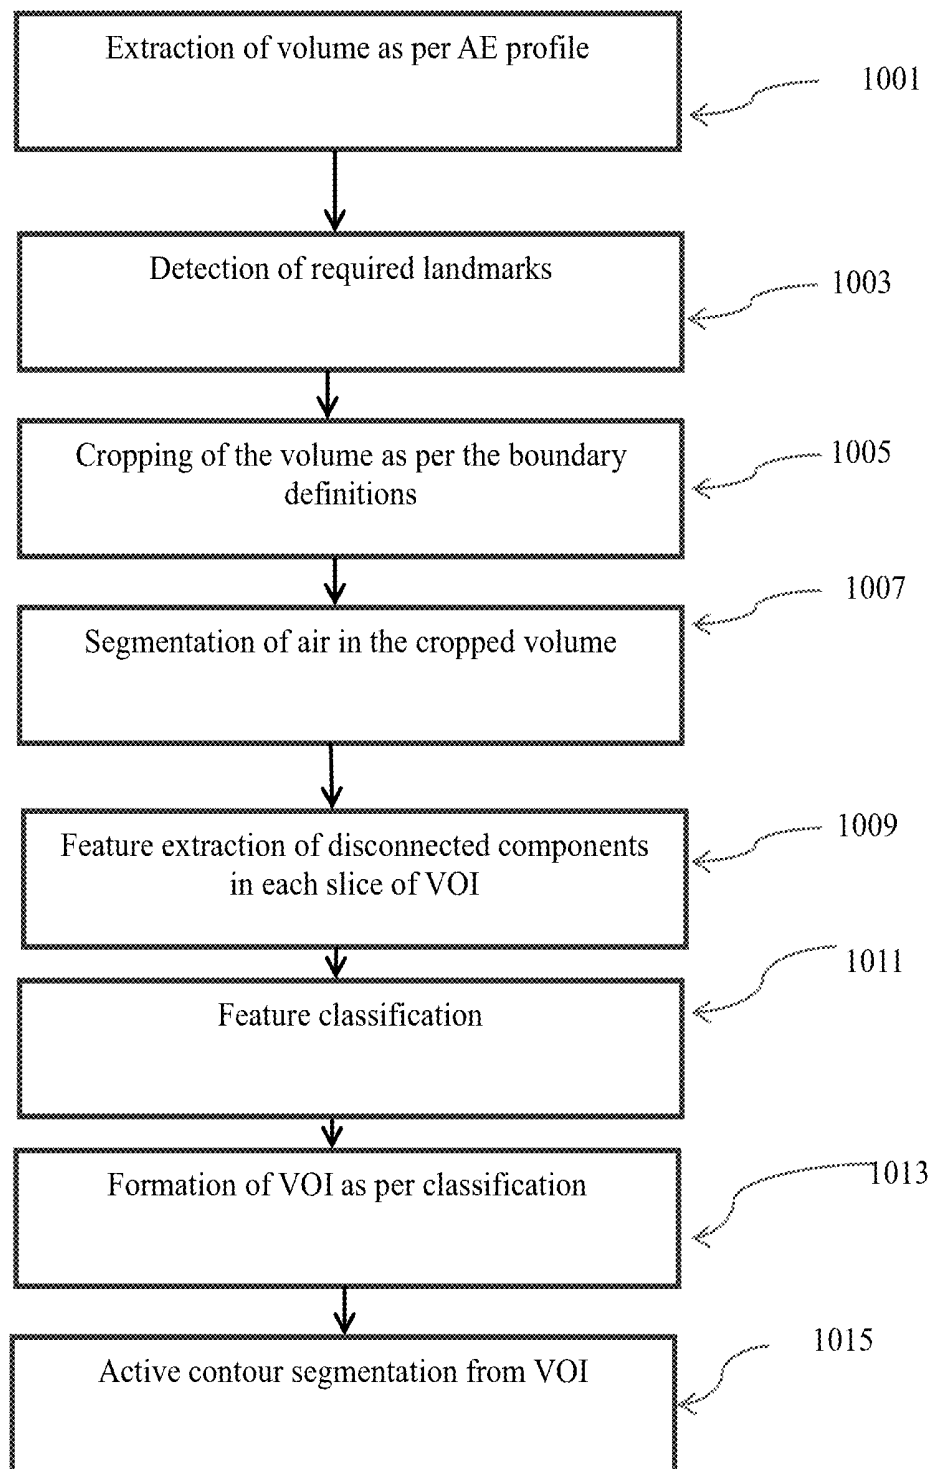 Extraction of volume as per AE profile
1001
Detection of required landmarks
1003
Cropping of the volume as per the boundary
definitions
1005
Segmentation of air in the cropped volume
1007
Feature extraction of disconnected components
in each slice of VOI
1009
Feature classification
1011
Formation of VOI as per classification
1013
Active contour segmentation from VOI
1015